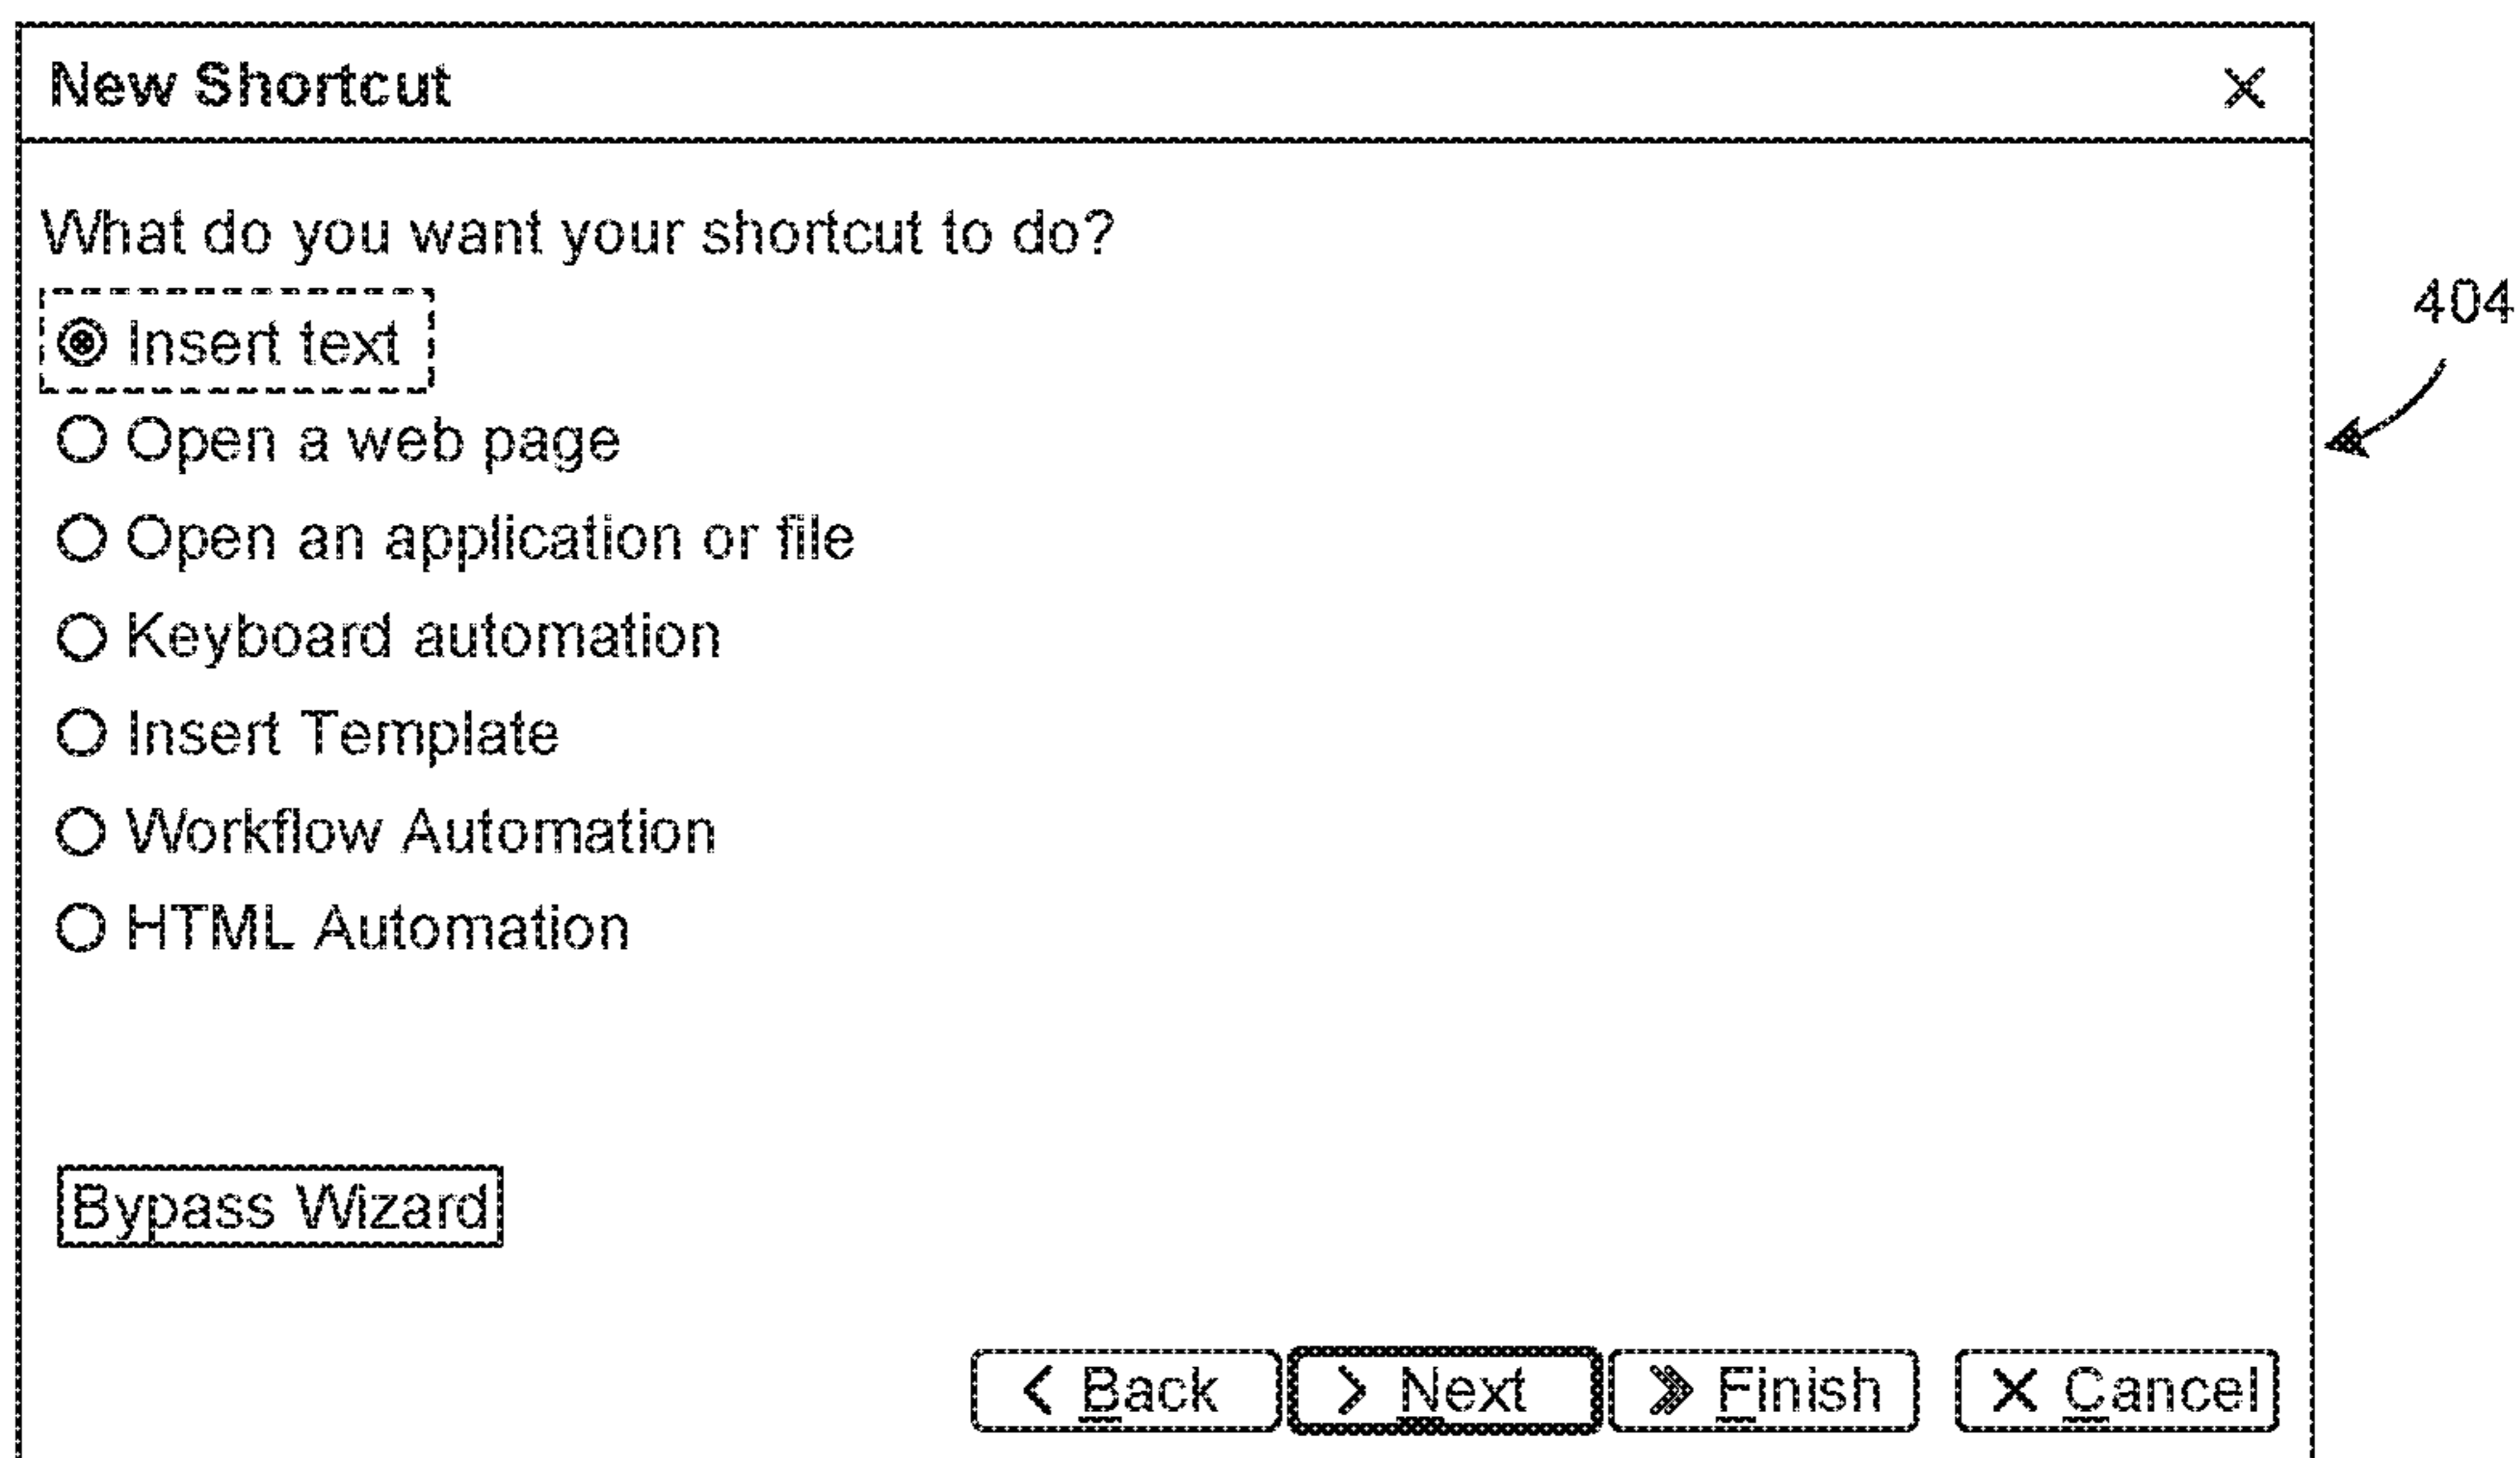 New Shortcut
What do you want your shortcut to do?
404
Insert text
Open a web page
Open an application or file
Keyboard automation
Insert Template
Workflow Automation
HTML Automation
Bypass Wizard
Back Next Finish Cancel